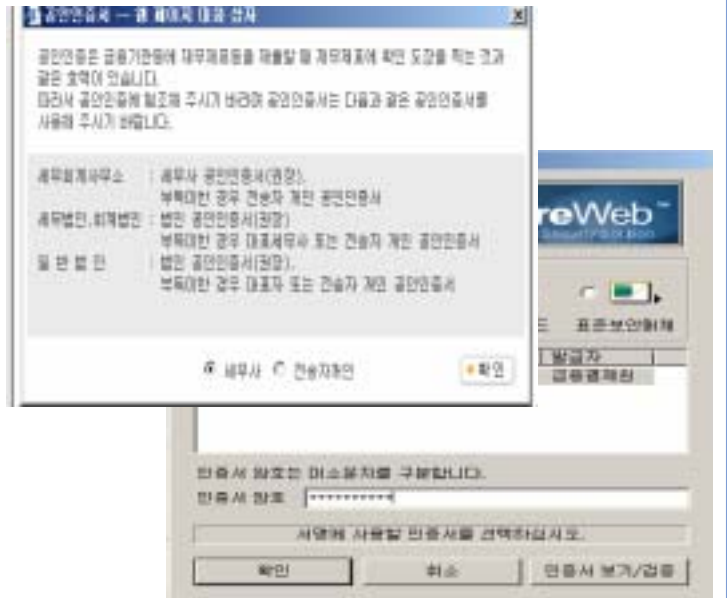 공인인증서 -- 웹 페이지 대화 상자
공인인증은 금융기관등에 재무제표등을 제출할 때 재무제표에 확인 도장을 찍는 것과
같은 효력이 있습니다.
따라서 공인인증에 협조해 주시기 바라며 공인인증서는 다음과 같은 공인인증서를
사용해 주시기 바랍니다.
세무회계사무소 : 세무사 공인인증서(권장),
부득이한 경우 전송자 개인 공인인증서
세무법인,회계법인 : 법인 공인인증서(권장)
부득이한 경우 대표세무사 또는 전송자 개인 공인인증서
일 반 법 인 : 법인 공인인증서(권장),
부득이한 경우 대표자 또는 전송자 개인 공인인증서
세무사 전송자개인
확인
reWeb™
표준보안매체
발급자
금융결제원
인증서 암호는 대소문자를 구분합니다.
인증서 암호 **********
서명에 사용할 인증서를 선택하십시오.
확인 취소 인증서 보기/검증